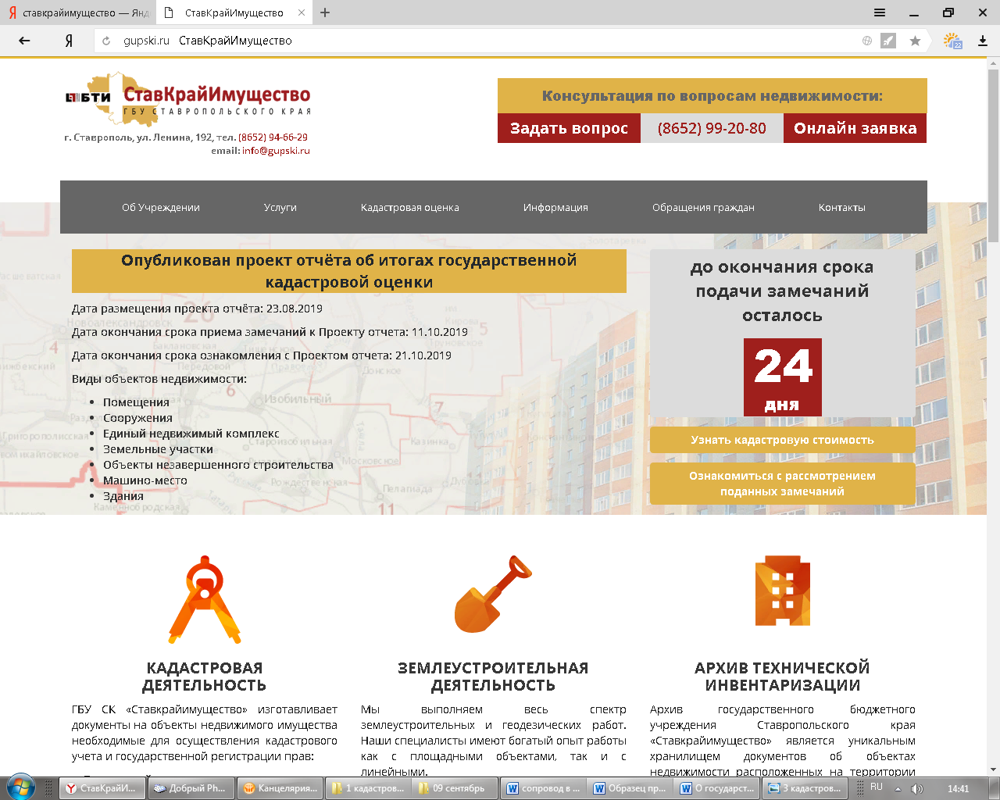 ставкрайимущество — Янд
СтавКрайИмущество
gupski.ru СтавКрайИмущество
22
БТИ СтавКрайИмущество
ГБУ СТАВРОПОЛЬСКОГО КРАЯ
г. Ставрополь, ул. Ленина, 192, тел. (8652) 94-66-29
email: info@gupski.ru
Консультация по вопросам недвижимости:
Задать вопрос (8652) 99-20-80 Онлайн заявка
Об Учреждении Услуги Кадастровая оценка Информация Обращения граждан Контакты
Опубликован проект отчёта об итогах государственной
кадастровой оценки
Дата размещения проекта отчёта: 23.08.2019
Дата окончания срока приема замечаний к Проекту отчета: 11.10.2019
Дата окончания срока ознакомления с Проектом отчета: 21.10.2019
Виды объектов недвижимости:
Помещения
Сооружения
Единый недвижимый комплекс
Земельные участки
Объекты незавершенного строительства
Машино-место
Здания
до окончания срока
подачи замечаний
осталось
24
дня
Узнать кадастровую стоимость
Ознакомиться с рассмотрением
поданных замечаний
КАДАСТРОВАЯ
ДЕЯТЕЛЬНОСТЬ
ГБУ СК «Ставкрайимущество» изготавливает
документы на объекты недвижимого имущества
необходимые для осуществления кадастрового
учета и государственной регистрации прав:
ЗЕМЛЕУСТРОИТЕЛЬНАЯ
ДЕЯТЕЛЬНОСТЬ
Мы выполняем весь спектр
землеустроительных и геодезических работ.
Наши специалисты имеют богатый опыт работы
как с площадными объектами, так и с
линейными.
АРХИВ ТЕХНИЧЕСКОЙ
ИНВЕНТАРИЗАЦИИ
Архив государственного бюджетного
учреждения Ставропольского края
«Ставкрайимущество» является уникальным
хранилищем документов об объектах
недвижимости расположенных на территории
СтавКрайИ... Добрый Ph... Канцелярия... 1 кадастров... 09 сентябрь сопровод в ... Образец пр... О государст... 3 кадастров... RU 14:41